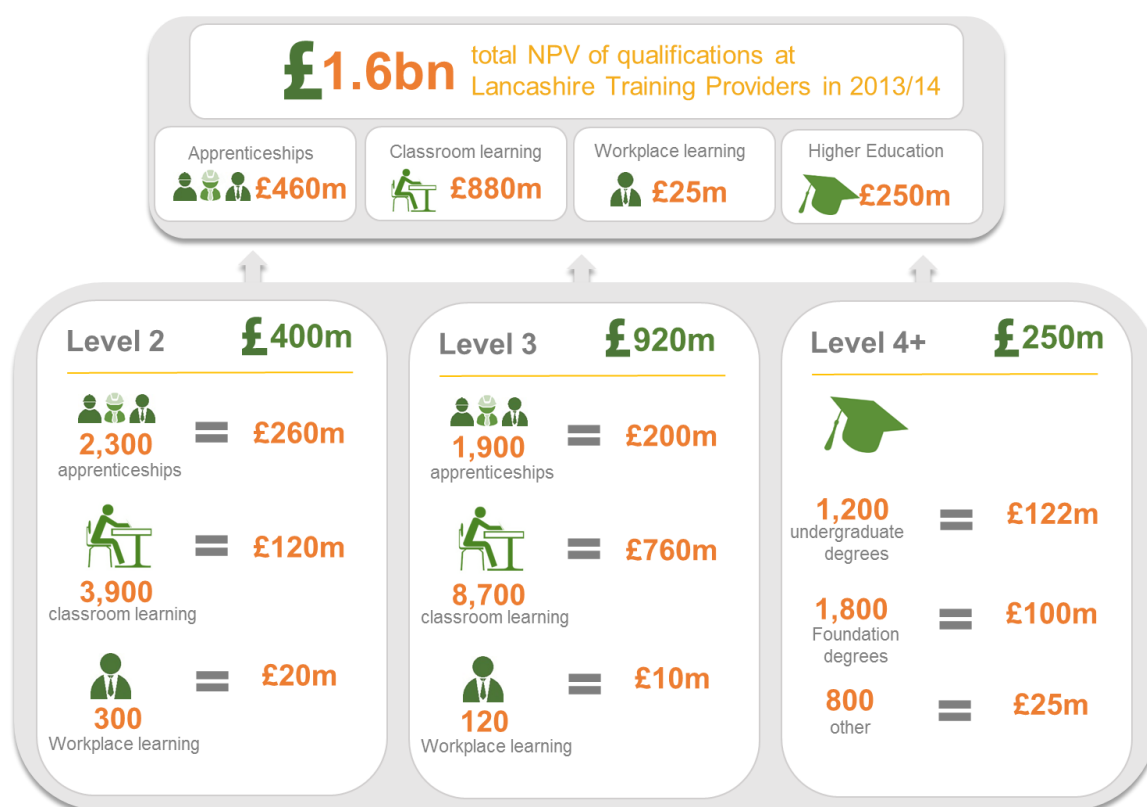 £1.6bn total NPV of qualifications at
Lancashire Training Providers in 2013/14
Apprenticeships
£460m
Classroom learning
£880m
Workplace learning
£25m
Higher Education
£250m
Level 2 £400m
2,300 = £260m
apprenticeships
= £120m
3,900
classroom learning
= £20m
300
Workplace learning
Level 3 £920m
1,900 = £200m
apprenticeships
= £760m
8,700
classroom learning
= £10m
120
Workplace learning
Level 4+ £250m
1,200 = £122m
undergraduate
degrees
1,800 = £100m
Foundation
degrees
800 = £25m
other